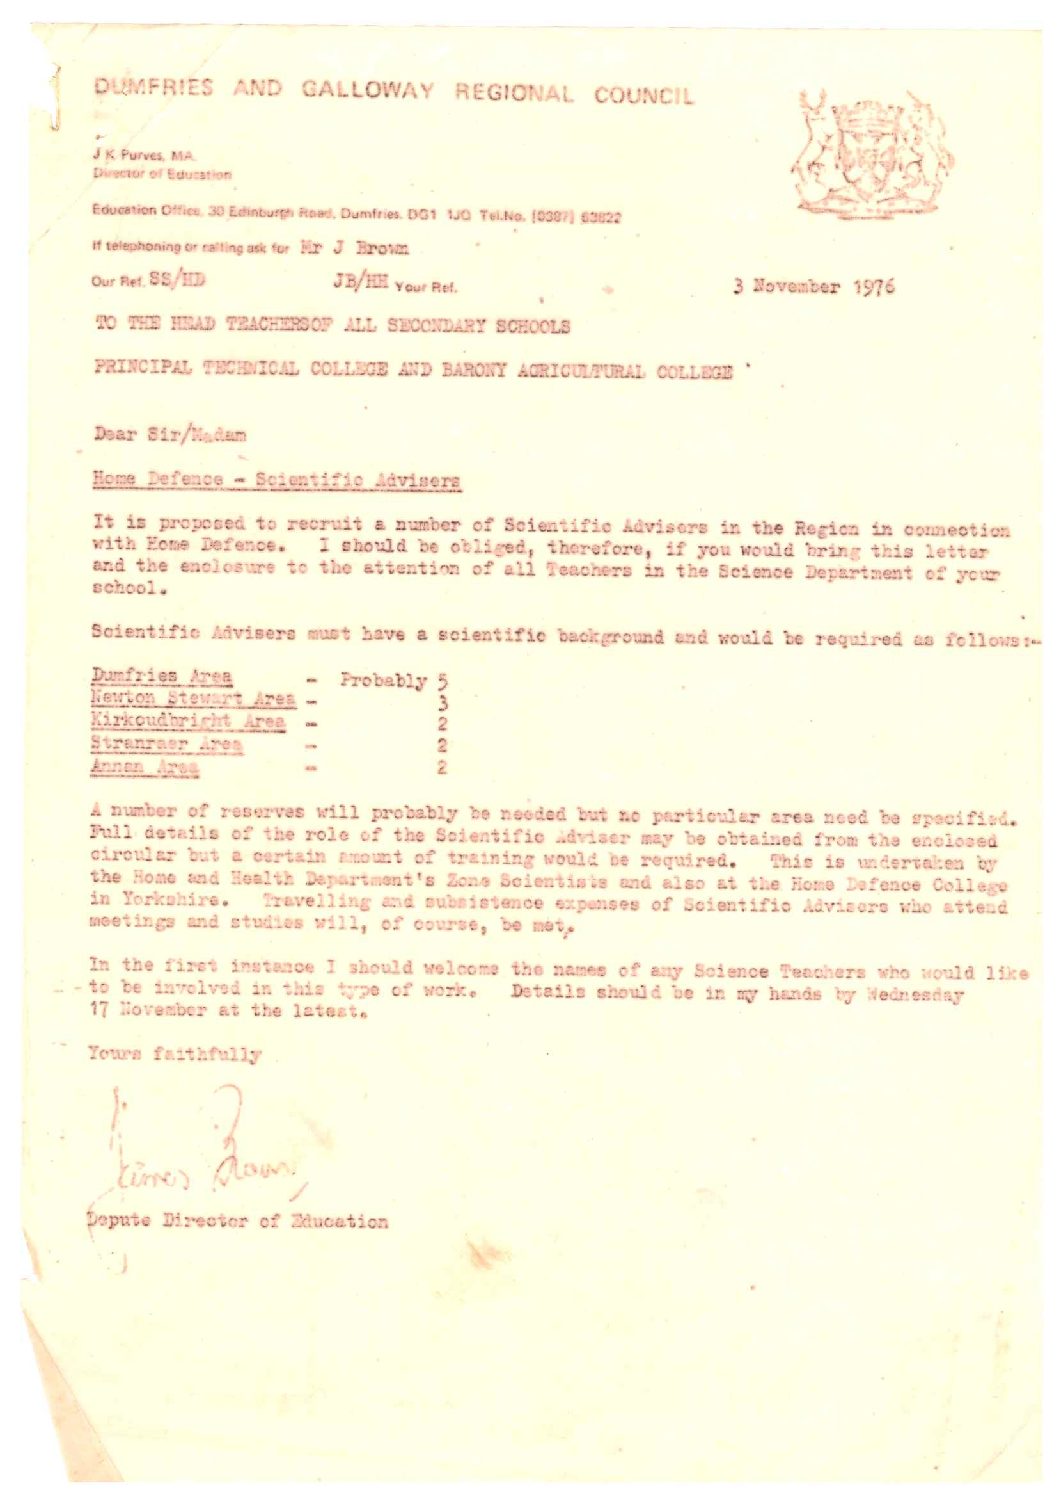 DUMFRIES AND GALLOWAY REGIONAL COUNCIL
J K Purves, MA.
Director of Education
Education Office, 30 Edinburgh Road, Dumfries. DG1 1JQ Tel.No. (0387) 63822
If telephoning or calling ask for Mr J Brown
Our Ref. SS/HD JB/HH Your Ref. 3 November 1976
TO THE HEAD TEACHERSOF ALL SECONDARY SCHOOLS
PRINCIPAL TECHNICAL COLLEGE AND BARONY AGRICULTURAL COLLEGE
Dear Sir/Madam
Home Defence - Scientific Advisers
It is proposed to recruit a number of Scientific Advisers in the Region in connection
with Home Defence. I should be obliged, therefore, if you would bring this letter
and the enclosure to the attention of all Teachers in the Science Department of your
school.
Scientific Advisers must have a scientific background and would be required as follows:-
Dumfries Area - Probably 5
Newton Stewart Area - 3
Kirkcudbright Area - 2
Stranraer Area - 2
Annan Area - 2
A number of reserves will probably be needed but no particular area need be specified.
Full details of the role of the Scientific Adviser may be obtained from the enclosed
circular but a certain amount of training would be required. This is undertaken by
the Home and Health Department's Zone Scientists and also at the Home Defence College
in Yorkshire. Travelling and subsistence expenses of Scientific Advisers who attend
meetings and studies will, of course, be met.
In the first instance I should welcome the names of any Science Teachers who would like
to be involved in this type of work. Details should be in my hands by Wednesday
17 November at the latest.
Yours faithfully
James Brown
Depute Director of Education